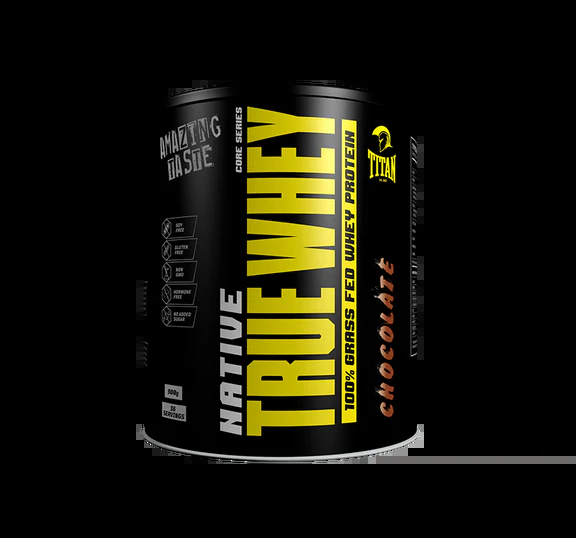 AMAZING
TASTE
CORE SERIES
NATIVE
TRUE WHEY
100% GRASS FED WHEY PROTEIN
TITAN
CHOCOLATE
SOY
FREE
GLUTEN
FREE
NON
GMO
HORMONE
FREE
NO ADDED
SUGAR
900g
30
SERVINGS